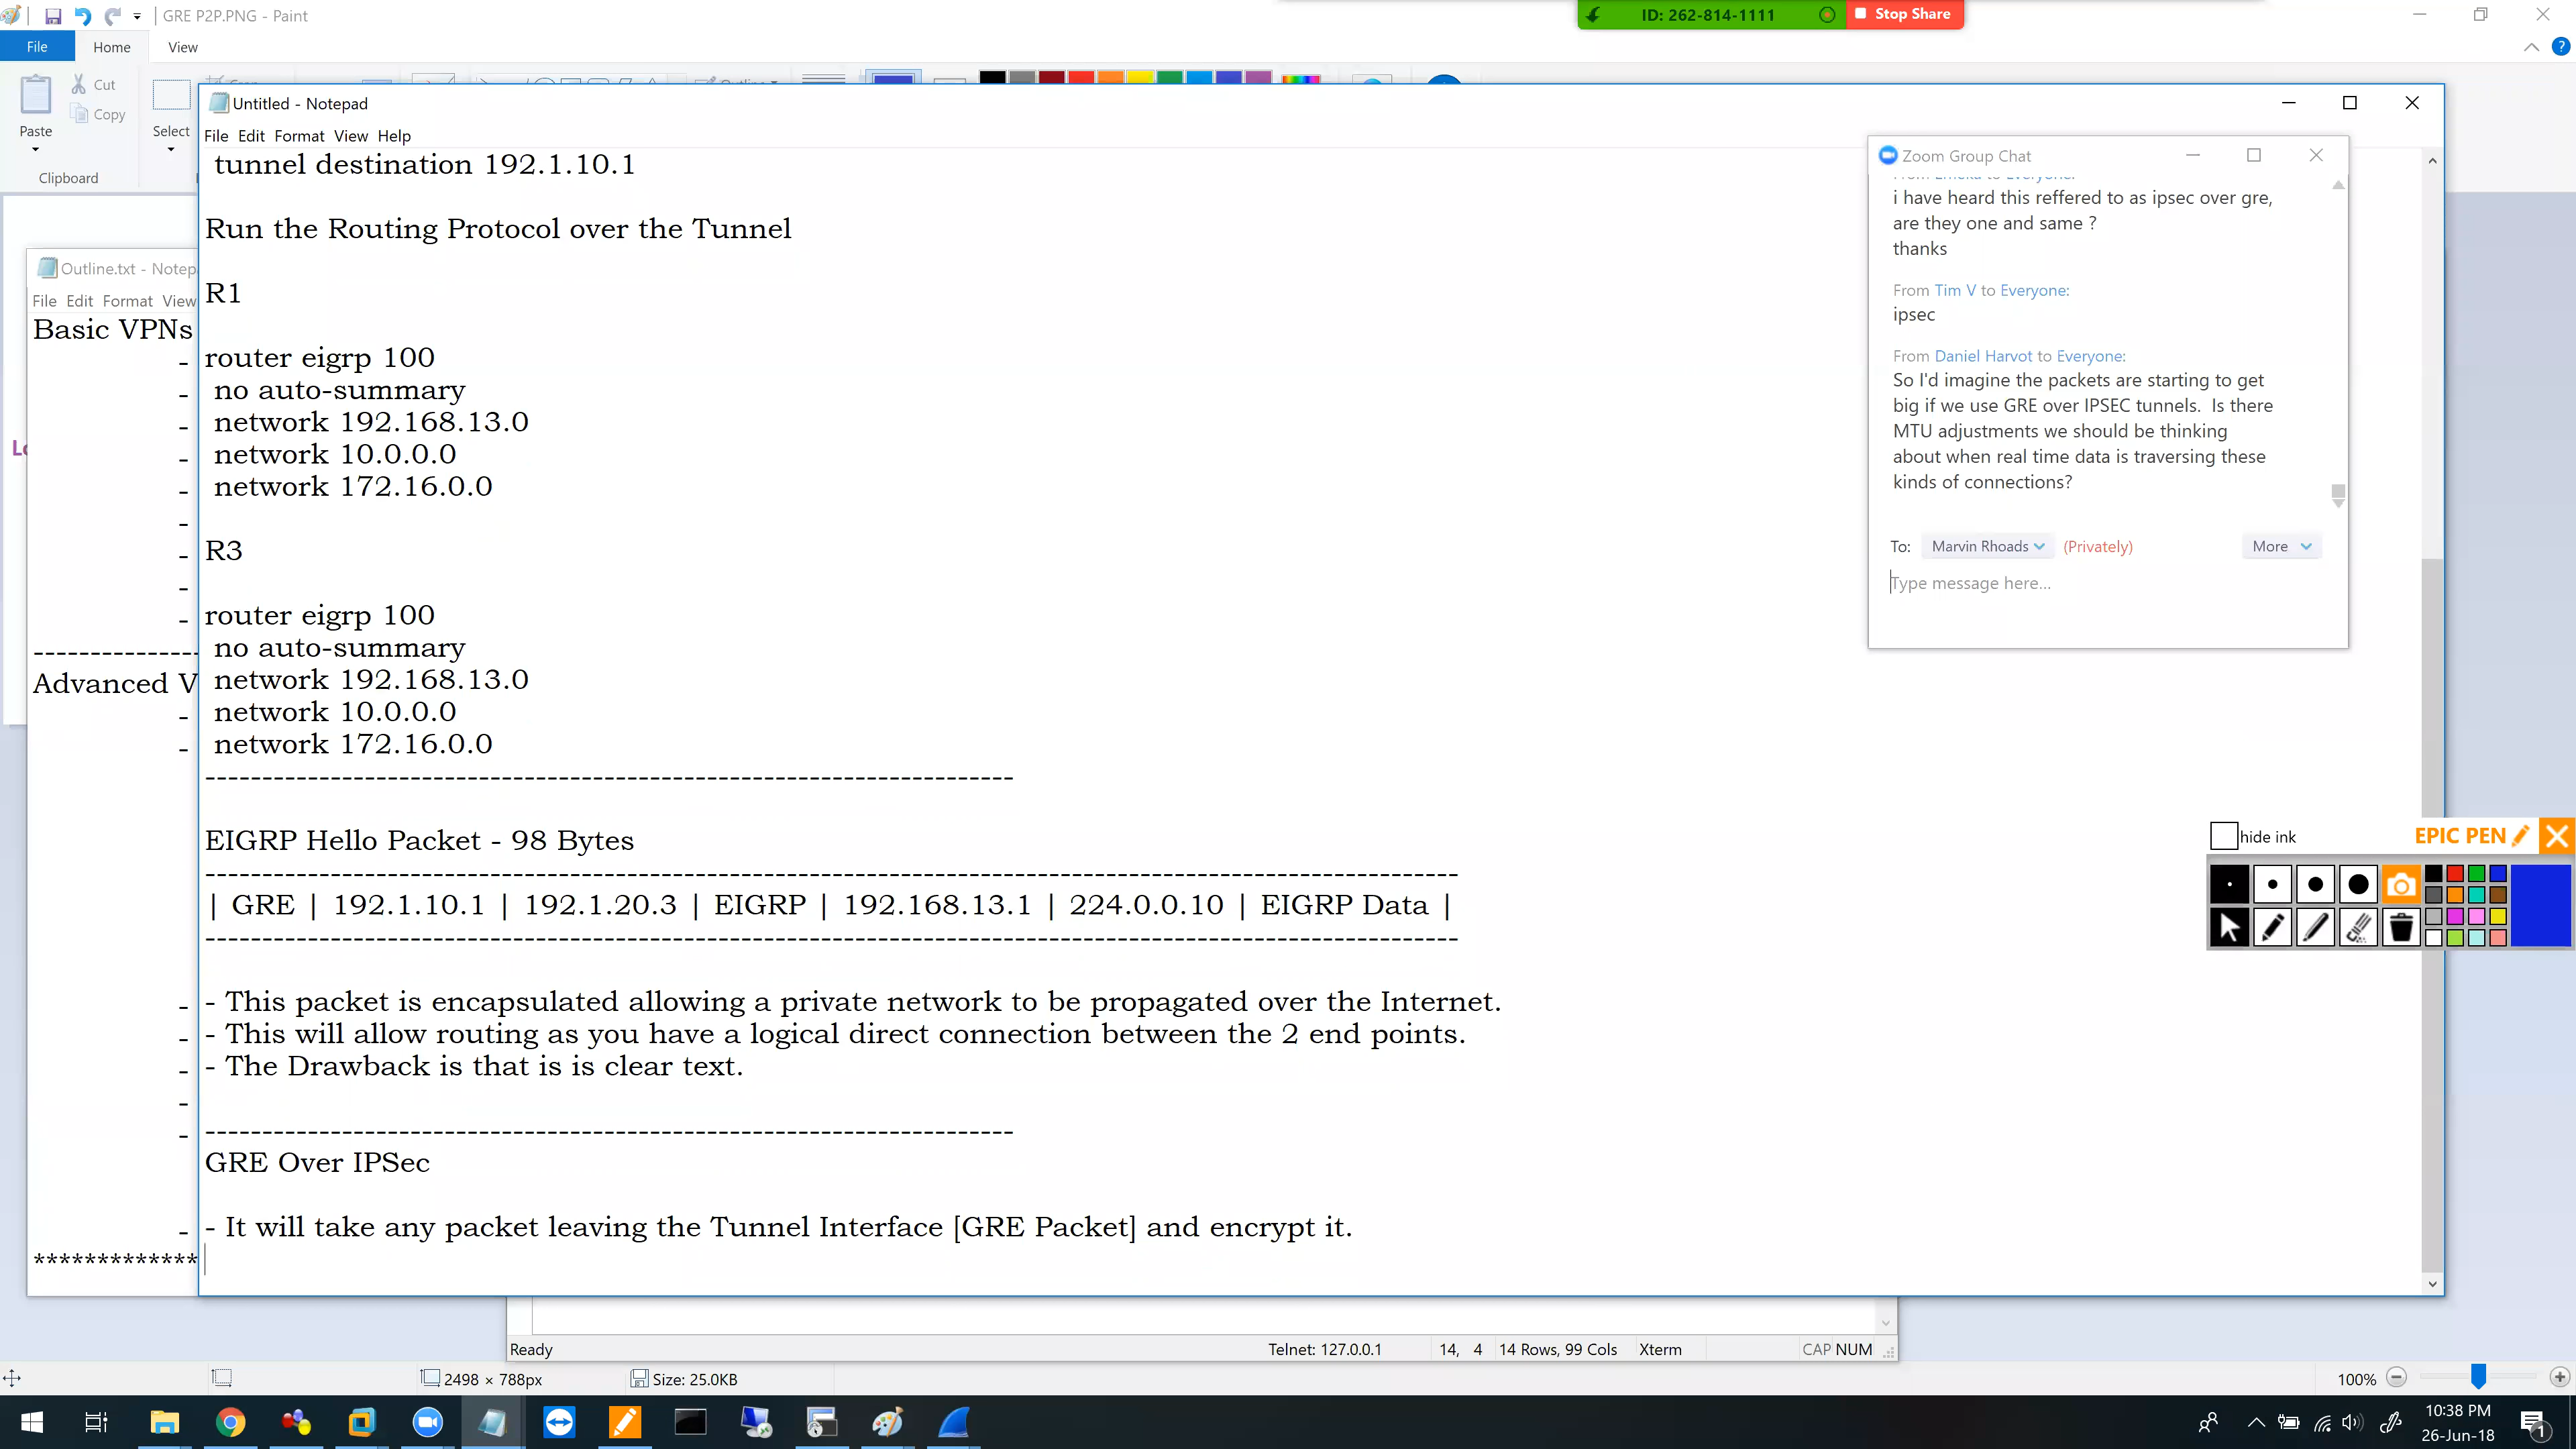 GRE P2P.PNG - Paint
ID: 262-814-1111
Stop Share
File Home View
Cut
Copy
Paste
Select
Clipboard
Untitled - Notepad
File Edit Format View Help
tunnel destination 192.1.10.1
Run the Routing Protocol over the Tunnel
R1
router eigrp 100
no auto-summary
network 192.168.13.0
network 10.0.0.0
network 172.16.0.0
R3
router eigrp 100
no auto-summary
network 192.168.13.0
network 10.0.0.0
network 172.16.0.0
----------------------------------------------------------------------
EIGRP Hello Packet - 98 Bytes
-------------------------------------------------------------------------------------------------------------
| GRE | 192.1.10.1 | 192.1.20.3 | EIGRP | 192.168.13.1 | 224.0.0.10 | EIGRP Data |
-------------------------------------------------------------------------------------------------------------
- This packet is encapsulated allowing a private network to be propagated over the Internet.
- This will allow routing as you have a logical direct connection between the 2 end points.
- The Drawback is that is is clear text.
----------------------------------------------------------------------
GRE Over IPSec
- It will take any packet leaving the Tunnel Interface [GRE Packet] and encrypt it.
Outline.txt - Notep
File Edit Format View
Basic VPNs
Advanced V
*************
Zoom Group Chat
From Emeka to Everyone:
i have heard this reffered to as ipsec over gre,
are they one and same ?
thanks
From Tim V to Everyone:
ipsec
From Daniel Harvot to Everyone:
So I'd imagine the packets are starting to get
big if we use GRE over IPSEC tunnels. Is there
MTU adjustments we should be thinking
about when real time data is traversing these
kinds of connections?
To: Marvin Rhoads (Privately) More
Type message here...
hide ink EPIC PEN
Ready Telnet: 127.0.0.1 14, 4 14 Rows, 99 Cols Xterm CAP NUM
2498 × 788px Size: 25.0KB 100%
10:38 PM
26-Jun-18
1